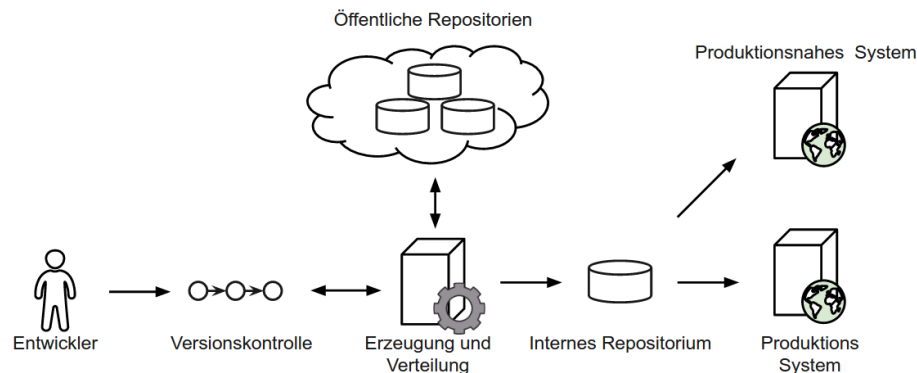 Öffentliche Repositorien
Produktionsnahes System
Entwickler
Versionskontrolle
Erzeugung und
Verteilung
Internes Repositorium
Produktions
System